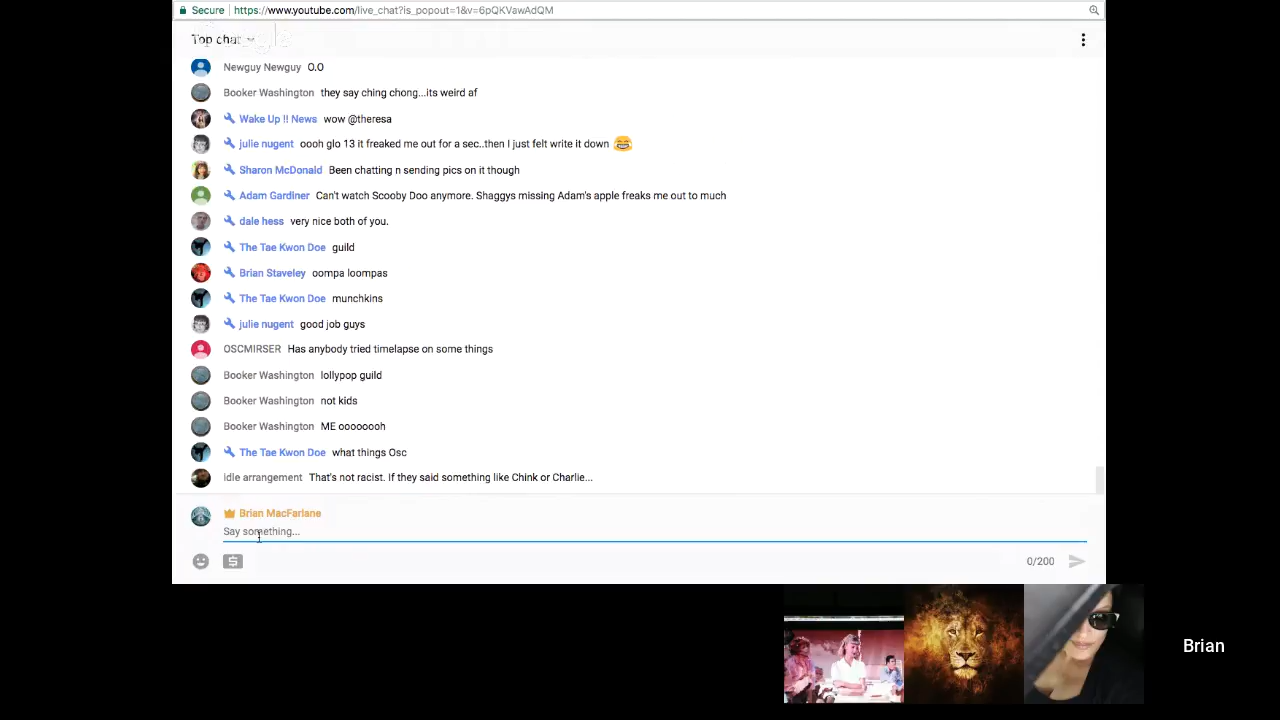 Secure https://www.youtube.com/live_chat?is_popout=1&v=6pQKVawAdQM
Top chat
Newguy Newguy 0.0
Booker Washington they say ching chong...its weird af
Wake Up !! News wow @theresa
julie nugent oooh glo 13 it freaked me out for a sec..then I just felt write it down 😂
Sharon McDonald Been chatting n sending pics on it though
Adam Gardiner Can't watch Scooby Doo anymore. Shaggys missing Adam's apple freaks me out to much
dale hess very nice both of you.
The Tae Kwon Doe guild
Brian Staveley oompa loompas
The Tae Kwon Doe munchkins
julie nugent good job guys
OSCMIRSER Has anybody tried timelapse on some things
Booker Washington lollypop guild
Booker Washington not kids
Booker Washington ME ooooooh
The Tae Kwon Doe what things Osc
idle arrangement That's not racist. If they said something like Chink or Charlie...
Brian MacFarlane
Say something...
0/200
Brian